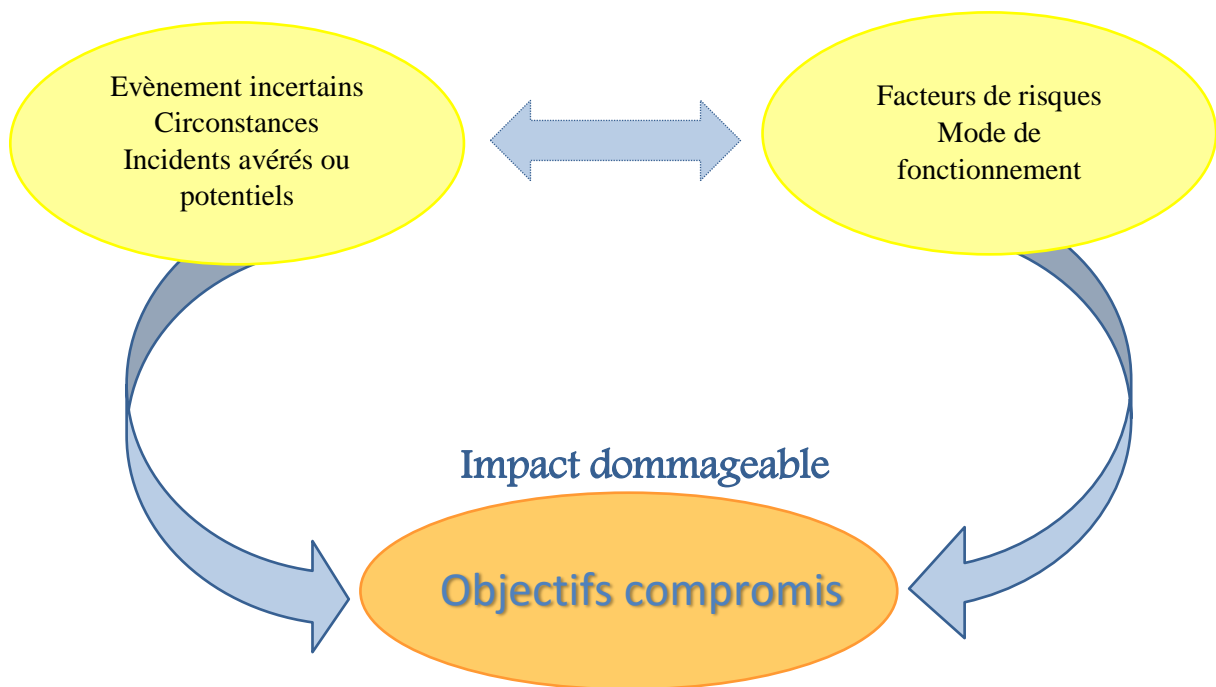 Evènement incertains
Circonstances
Incidents avérés ou
potentiels
Facteurs de risques
Mode de
fonctionnement
Impact dommageable
Objectifs compromis